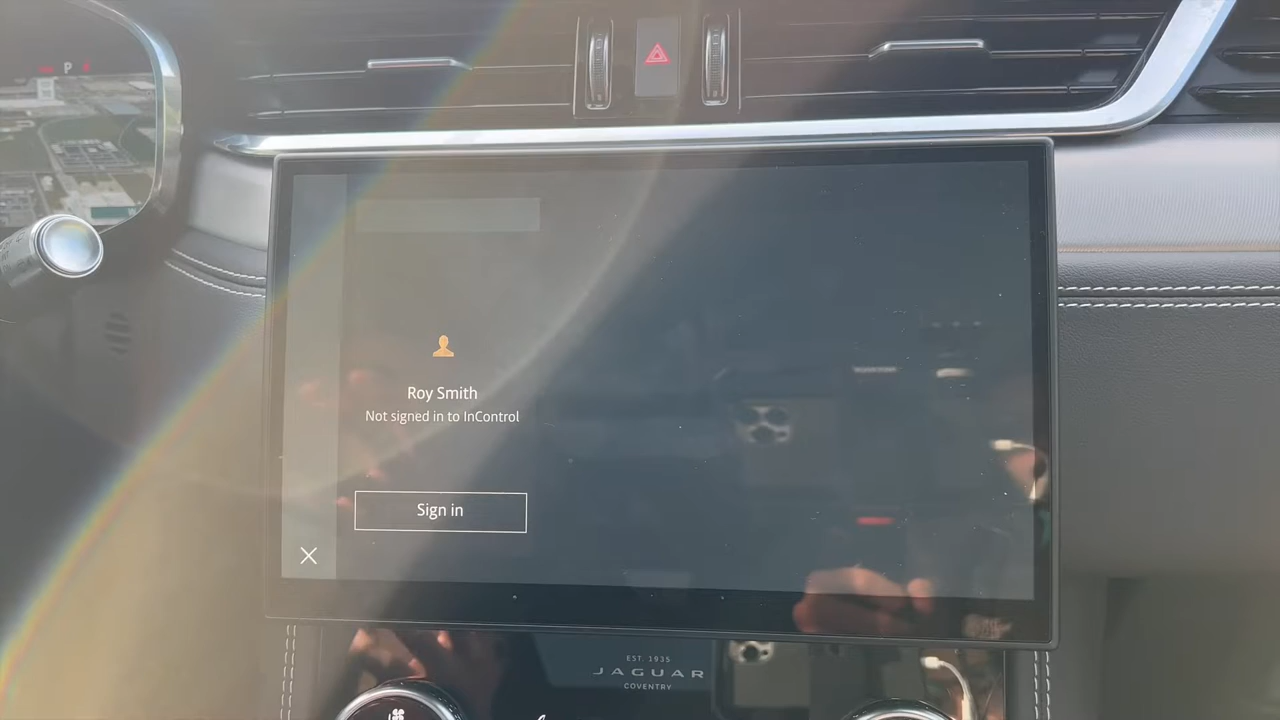 P
Roy Smith
Not signed in to InControl
Sign in
EST. 1935
JAGUAR
COVENTRY